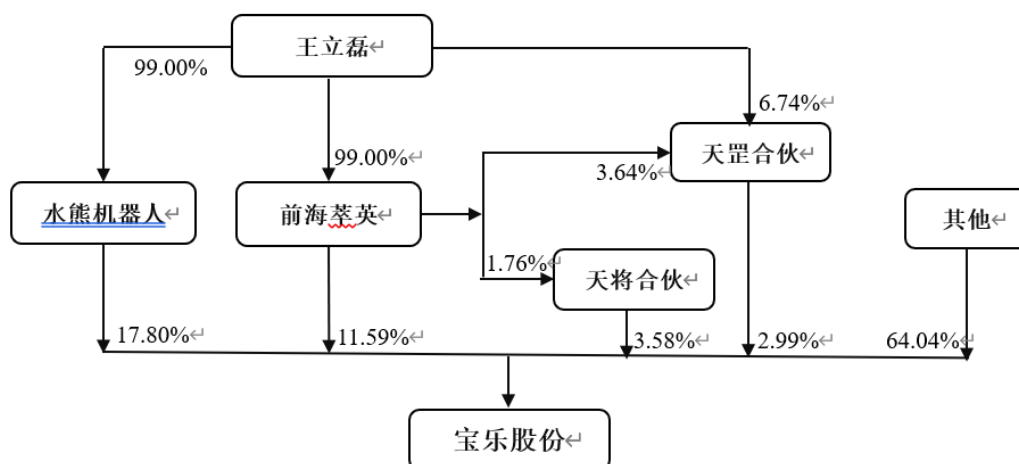 王立磊
99.00%
6.74%
99.00%
天罡合伙
3.64%
水熊机器人
前海萃英
其他
1.76%
天将合伙
17.80%
11.59%
3.58%
2.99%
64.04%
宝乐股份